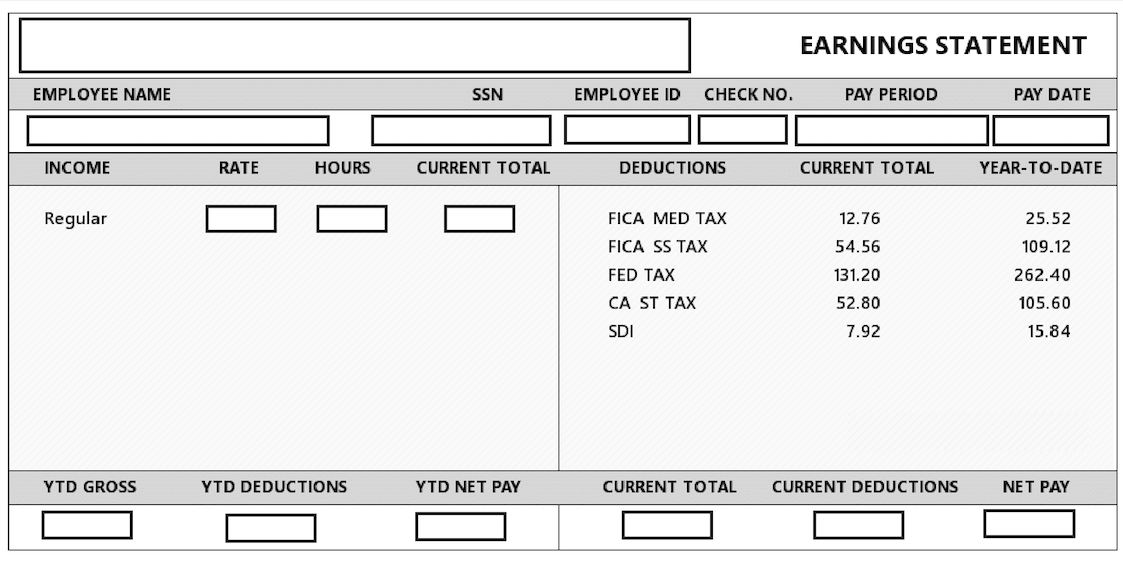 EARNINGS STATEMENT
EMPLOYEE NAME SSN EMPLOYEE ID CHECK NO. PAY PERIOD PAY DATE
INCOME RATE HOURS CURRENT TOTAL DEDUCTIONS CURRENT TOTAL YEAR-TO-DATE
Regular FICA MED TAX 12.76 25.52
FICA SS TAX 54.56 109.12
FED TAX 131.20 262.40
CA ST TAX 52.80 105.60
SDI 7.92 15.84
YTD GROSS YTD DEDUCTIONS YTD NET PAY CURRENT TOTAL CURRENT DEDUCTIONS NET PAY